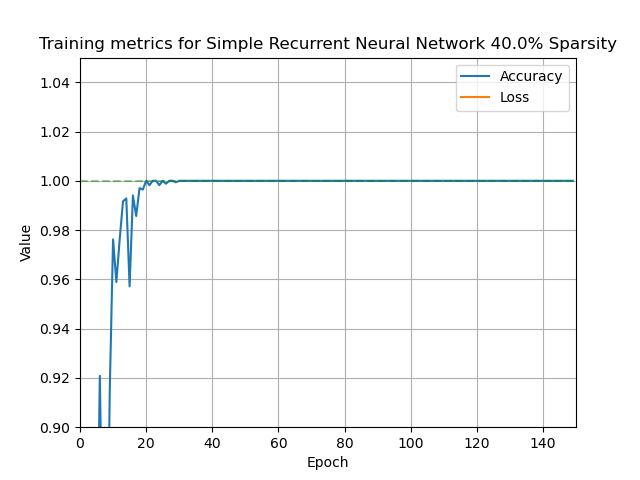 Training metrics for Simple Recurrent Neural Network 40.0% Sparsity
Accuracy
Loss
1.04
1.02
1.00
0.98
0.96
0.94
0.92
0.90
Value
0 20 40 60 80 100 120 140
Epoch